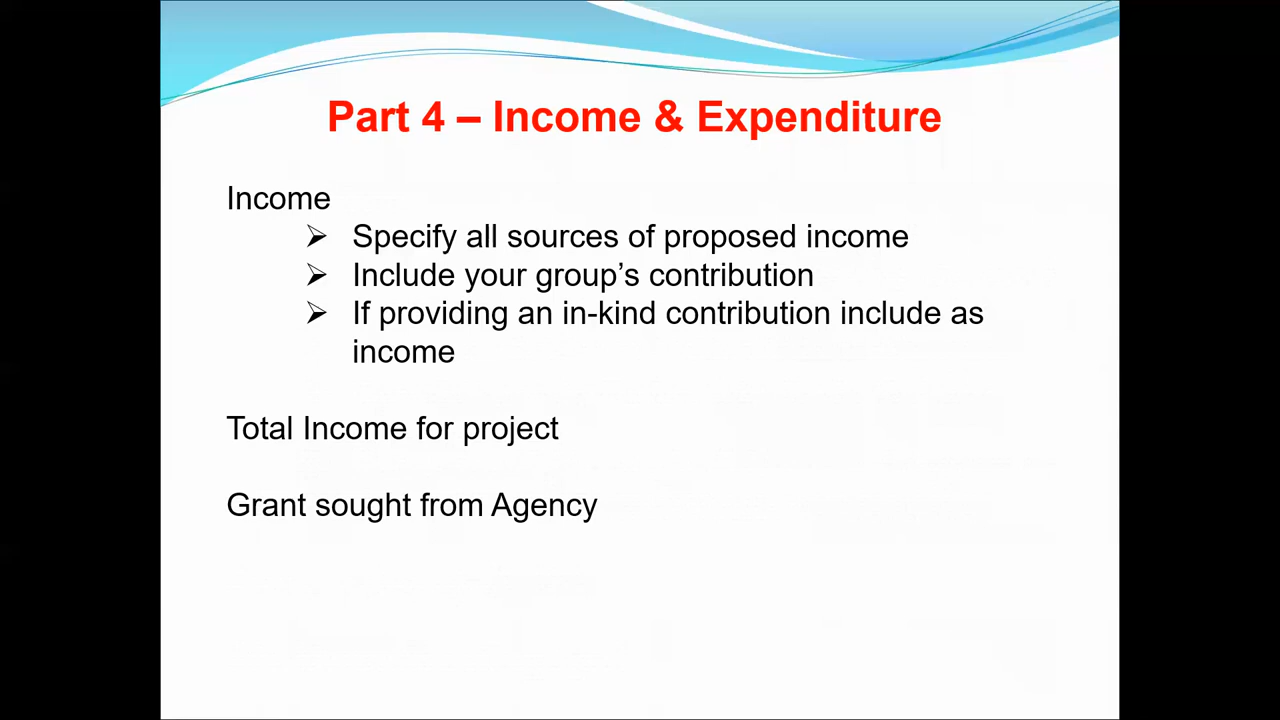 Part 4 – Income & Expenditure
Income
➢ Specify all sources of proposed income
➢ Include your group’s contribution
➢ If providing an in-kind contribution include as
income
Total Income for project
Grant sought from Agency